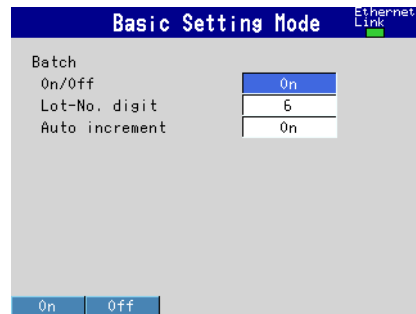 Basic Setting Mode
Ethernet
Link
Batch
On/Off On
Lot-No. digit 6
Auto increment On
On Off